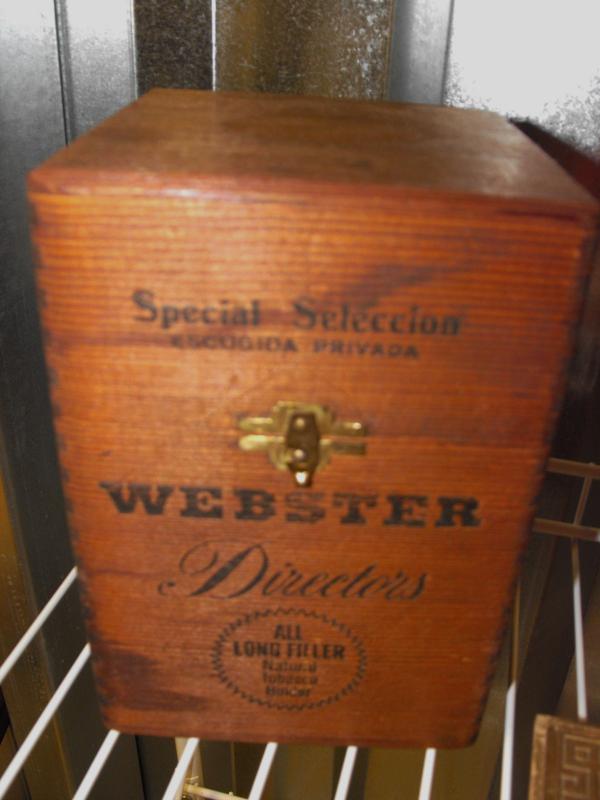 Special Seleccion
ESCOGIDA PRIVADA
WEBSTER
Directors
ALL
LONG FILLER
Natural
Tobacco
Binder